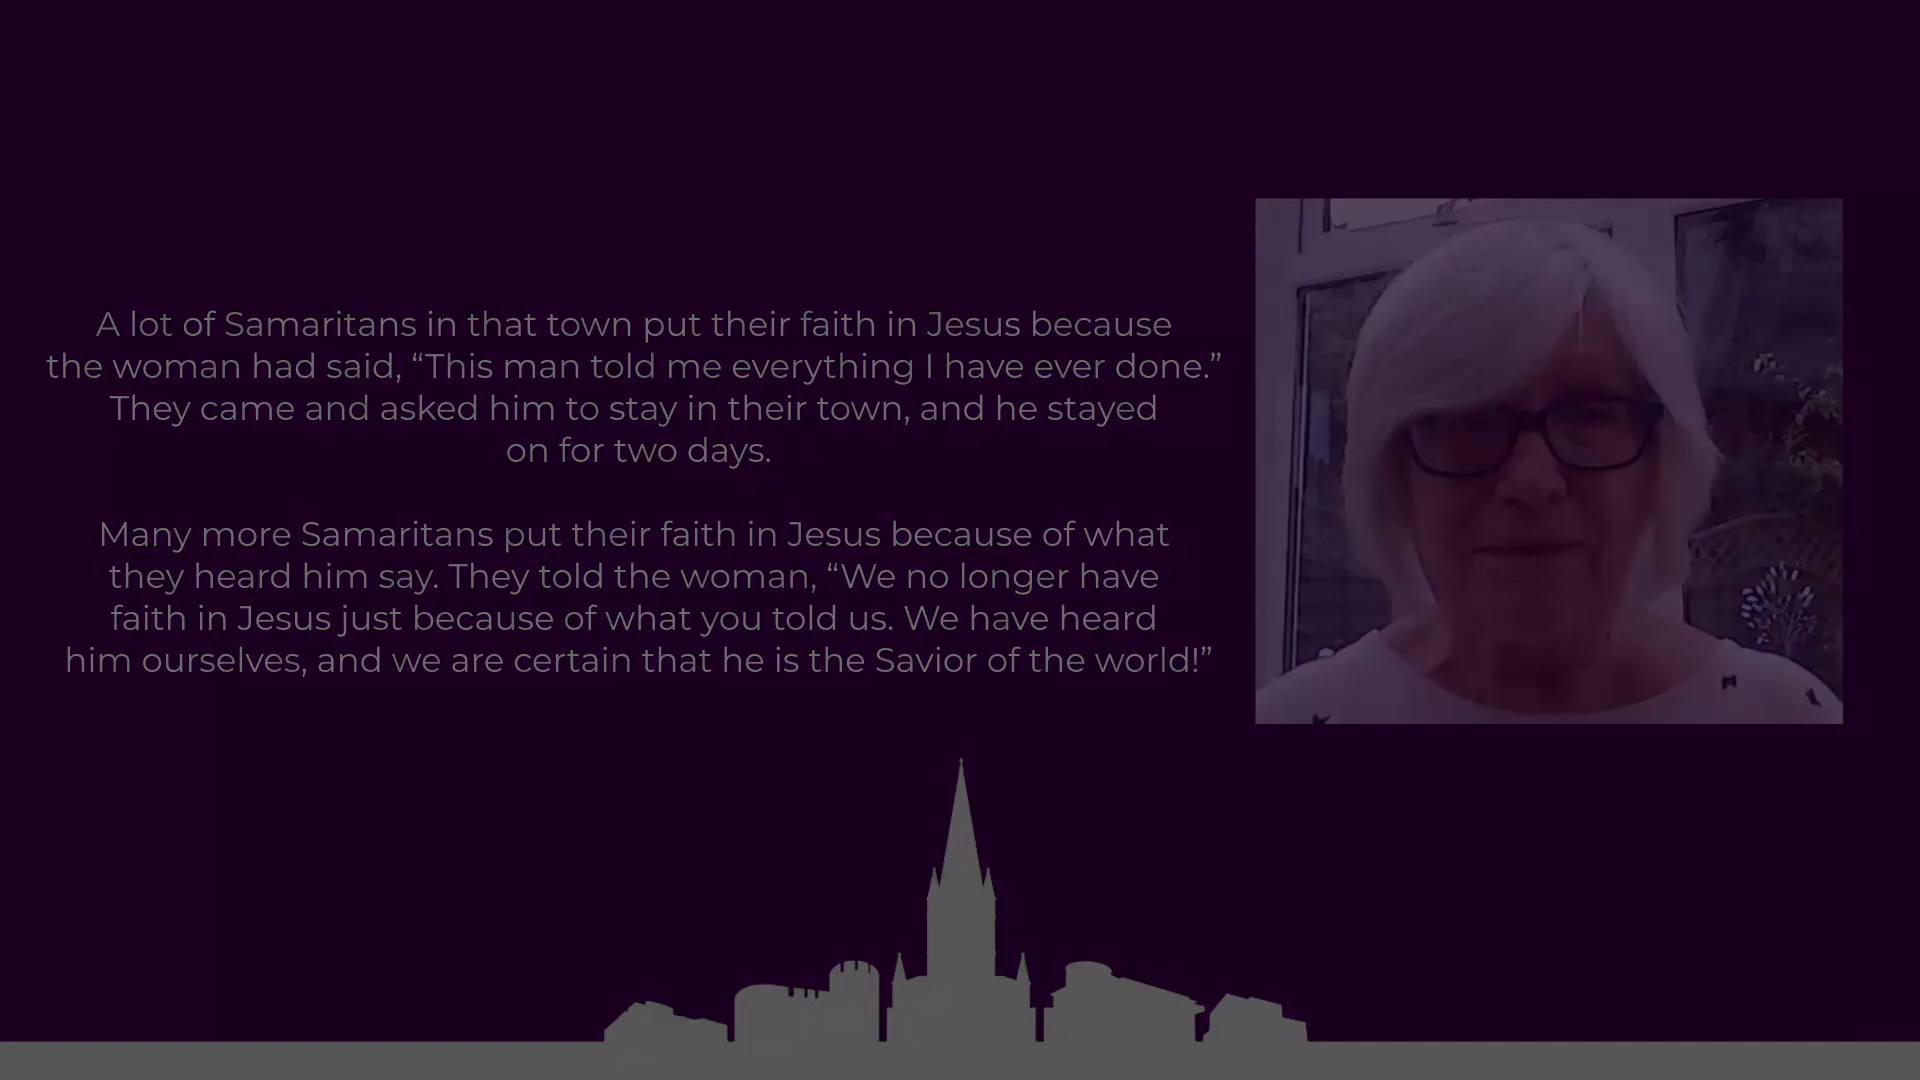 A lot of Samaritans in that town put their faith in Jesus because
the woman had said, “This man told me everything I have ever done.”
They came and asked him to stay in their town, and he stayed
on for two days.
Many more Samaritans put their faith in Jesus because of what
they heard him say. They told the woman, “We no longer have
faith in Jesus just because of what you told us. We have heard
him ourselves, and we are certain that he is the Savior of the world!”